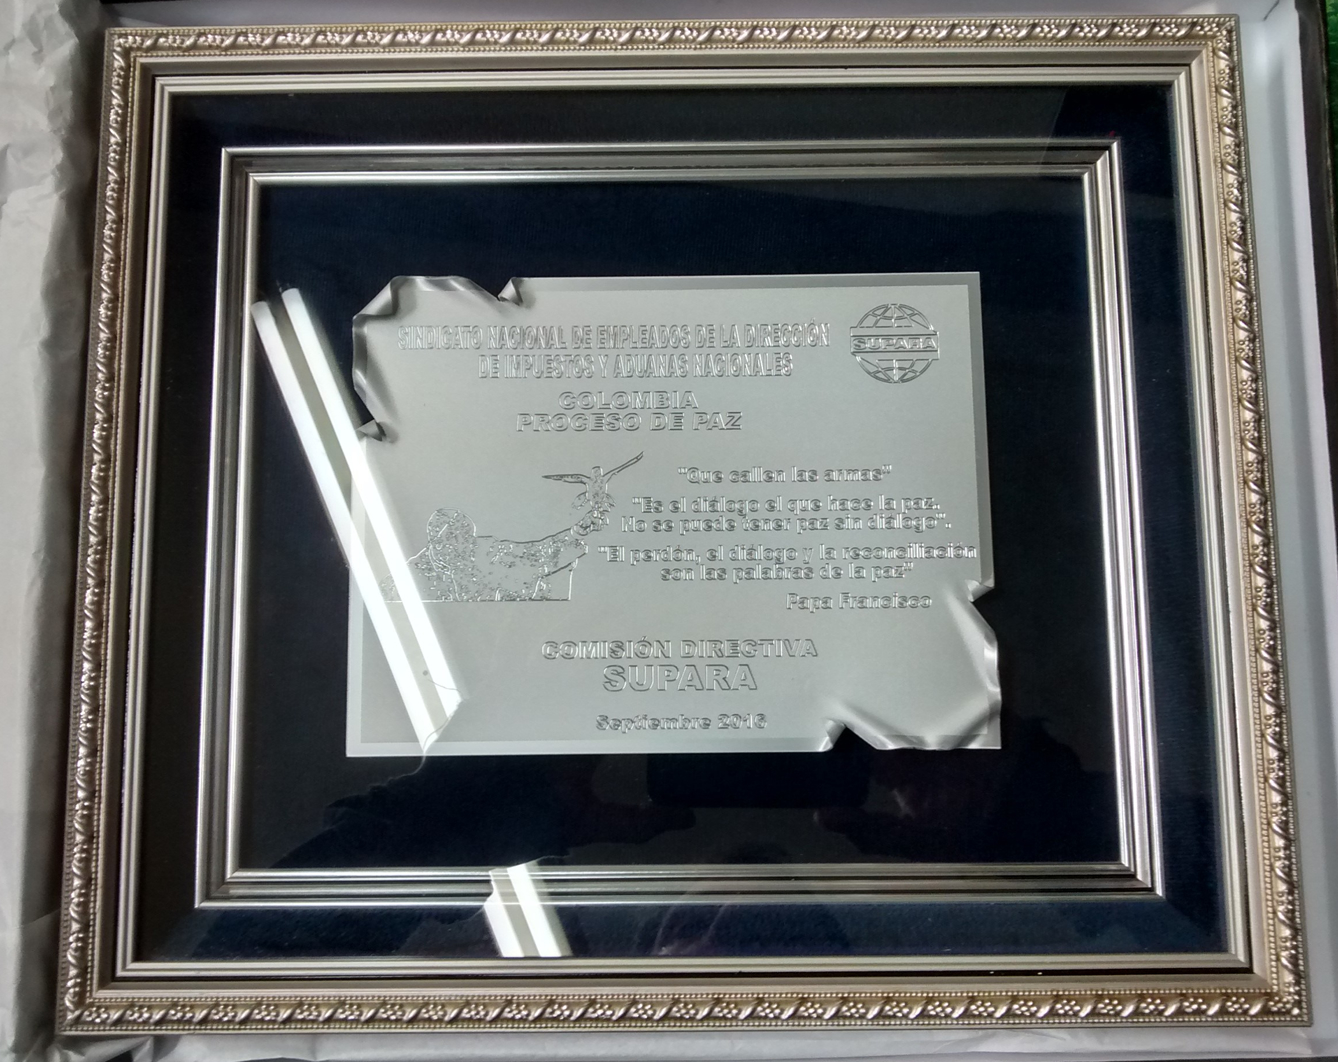 SINDICATO NACIONAL DE EMPLEADOS DE LA DIRECCIÓN
DE IMPUESTOS Y ADUANAS NACIONALES
SUPARA
COLOMBIA
PROCESO DE PAZ
"Que callen las armas"
"Es el diálogo el que hace la paz.
No se puede tener paz sin diálogo".
"El perdón, el diálogo y la reconciliación
son las palabras de la paz"
Papa Francisco
COMISIÓN DIRECTIVA
SUPARA
Septiembre 2016